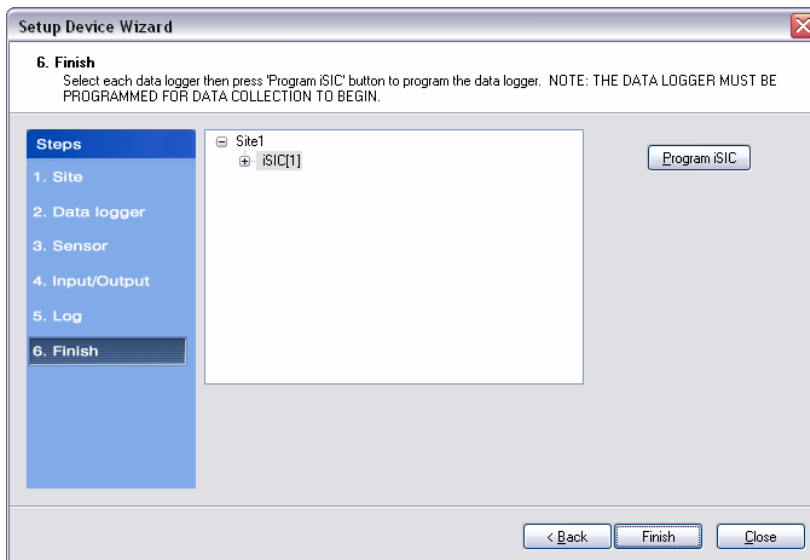 Setup Device Wizard
6. Finish
Select each data logger then press 'Program iSIC' button to program the data logger. NOTE: THE DATA LOGGER MUST BE
PROGRAMMED FOR DATA COLLECTION TO BEGIN.
Steps
1. Site
2. Data logger
3. Sensor
4. Input/Output
5. Log
6. Finish
Site1
iSIC[1]
Program iSIC
< Back
Finish
Close